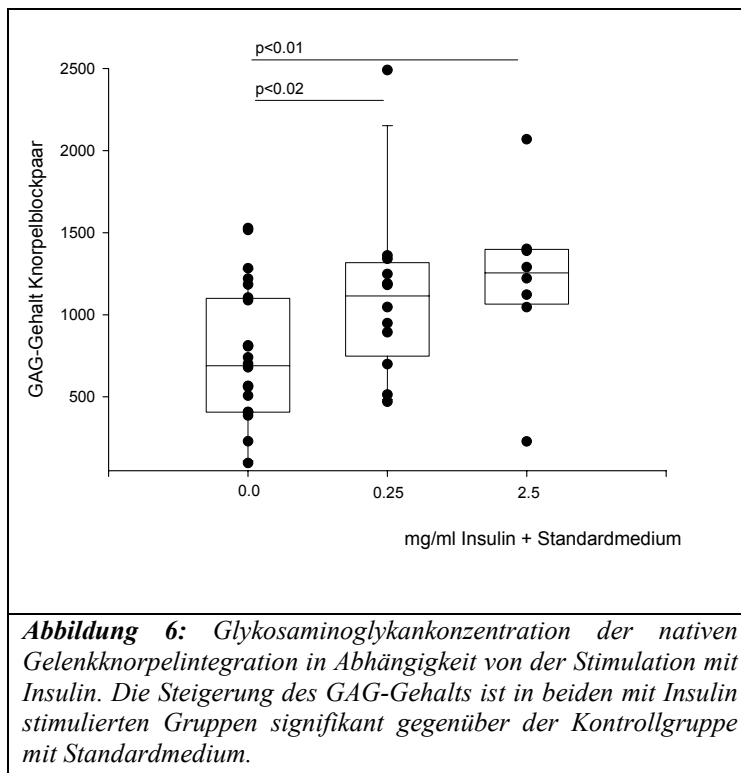 p<0.01
2500
p<0.02
2000
1500
1000
500
GAG-Gehalt Knorpelblockpaar
0.0 0.25 2.5
mg/ml Insulin + Standardmedium
Abbildung 6: Glykosaminoglykankonzentration der nativen
Gelenkknorpelintegration in Abhängigkeit von der Stimulation mit
Insulin. Die Steigerung des GAG-Gehalts ist in beiden mit Insulin
stimulierten Gruppen signifikant gegenüber der Kontrollgruppe
mit Standardmedium.